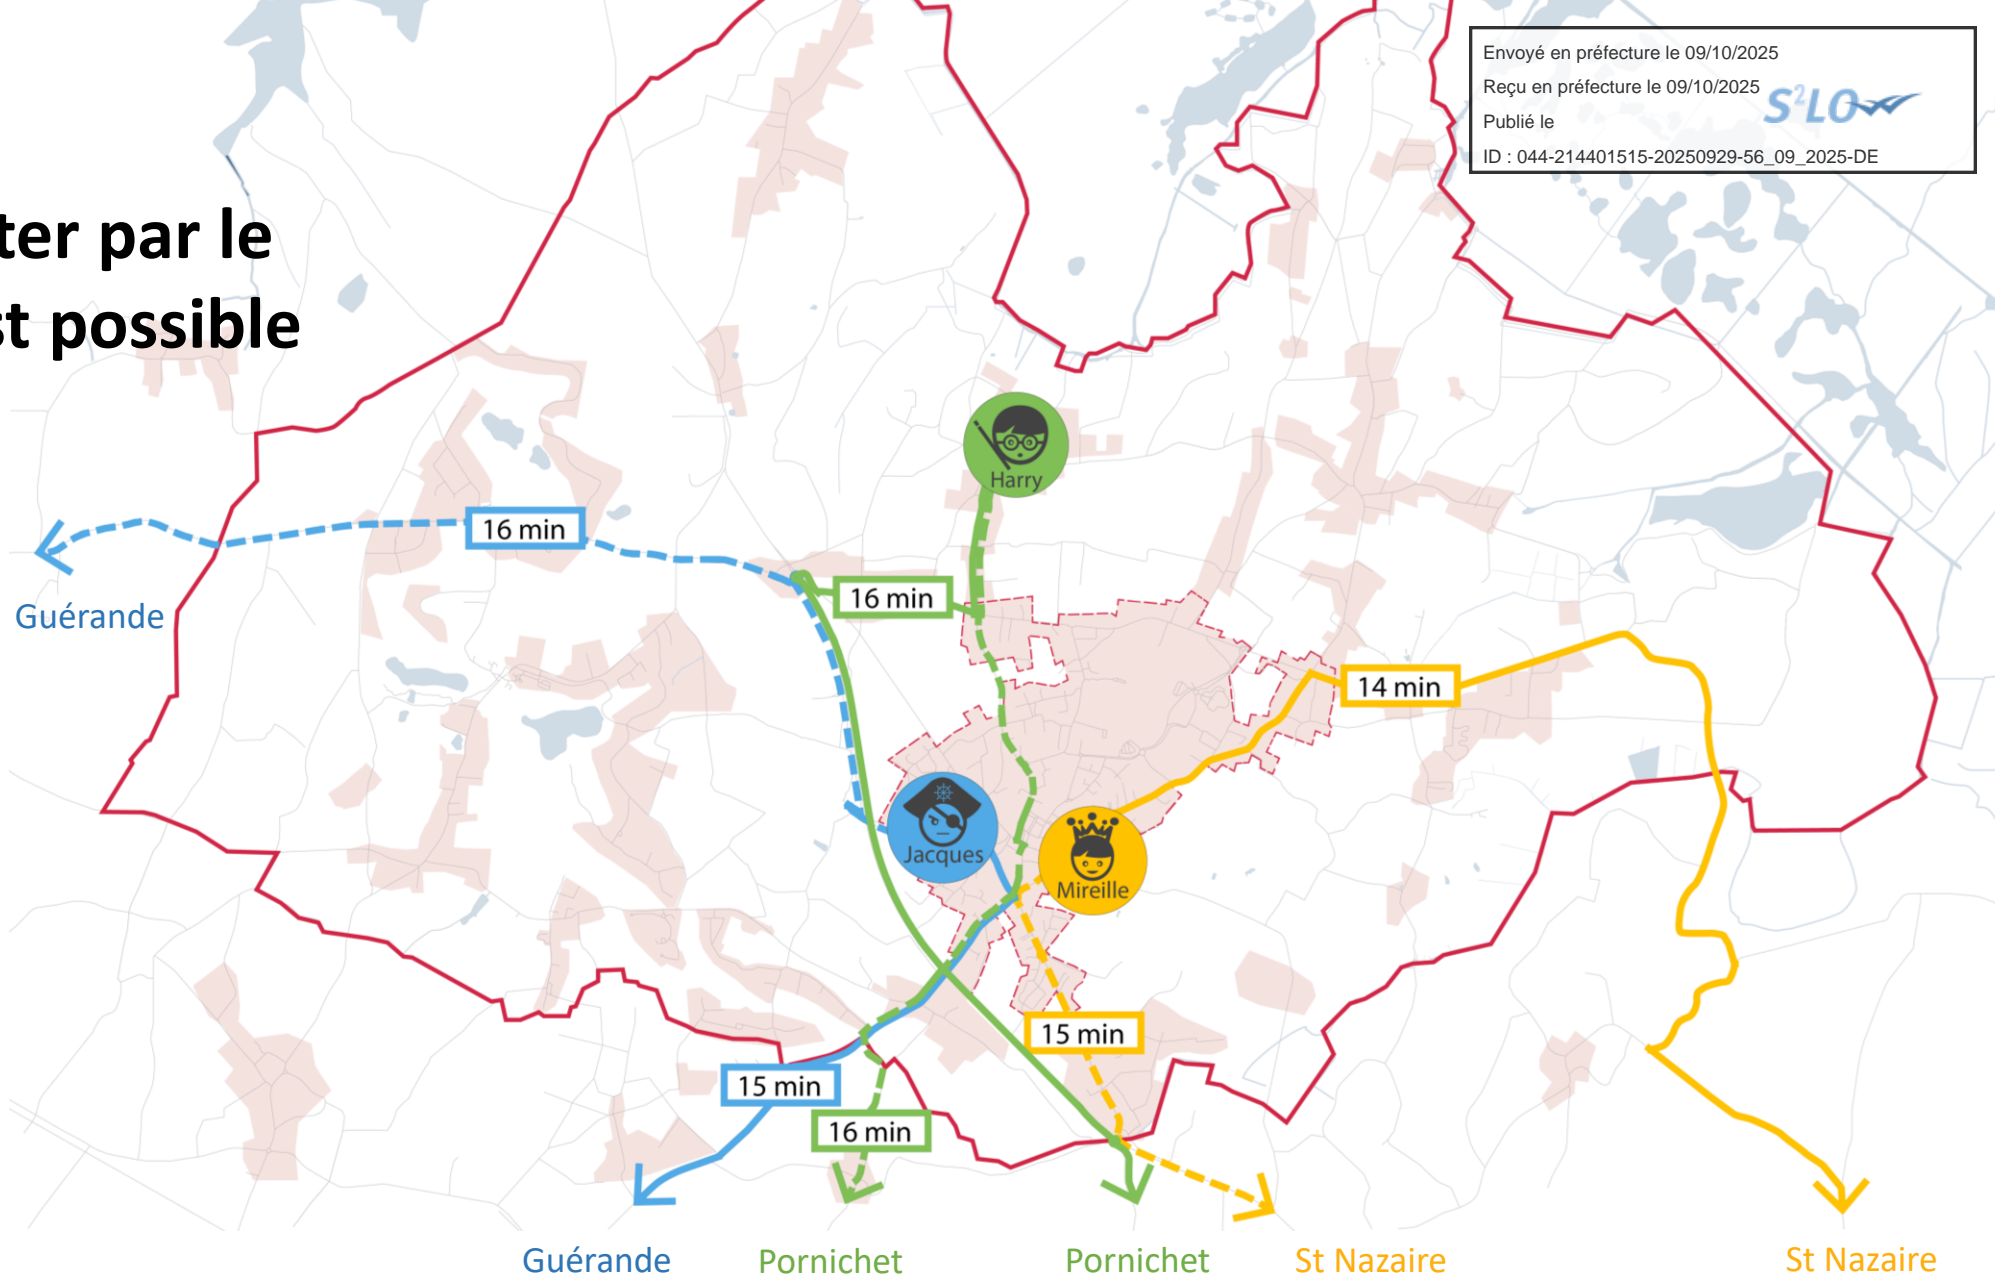 Envoyé en préfecture le 09/10/2025
Reçu en préfecture le 09/10/2025
S²LO
Publié le
ID : 044-214401515-20250929-56_09_2025-DE
ter par le
st possible
Harry
16 min
16 min
Guérande
14 min
Jacques
Mireille
15 min
15 min
16 min
Guérande
Pornichet
Pornichet
St Nazaire
St Nazaire